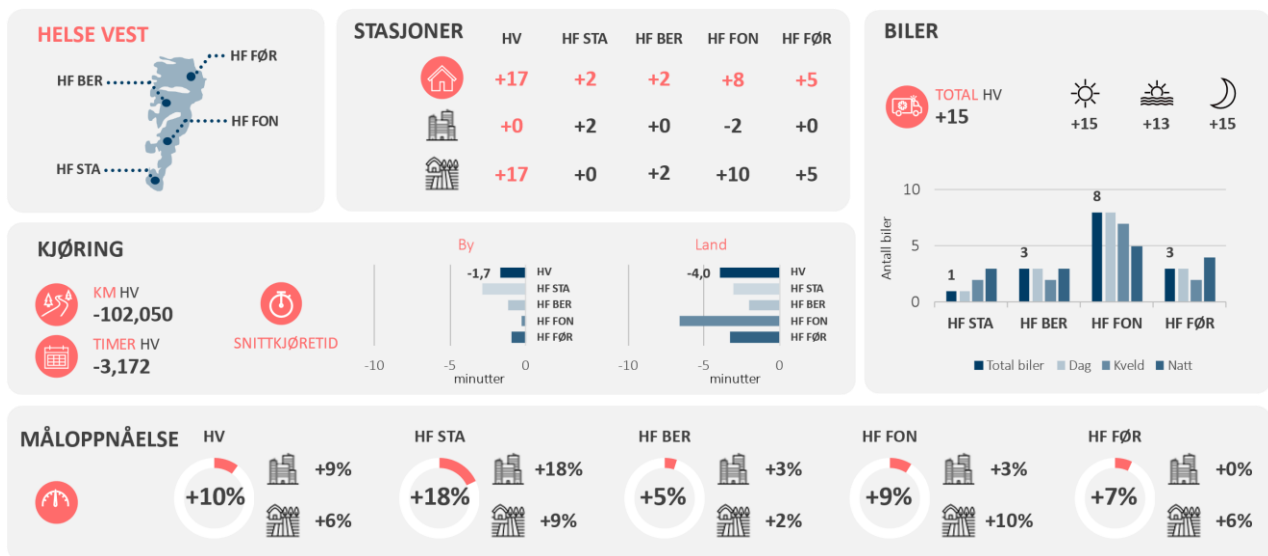 HELSE VEST
HF FØR
HF BER
HF FON
HF STA
STASJONER
HV HF STA HF BER HF FON HF FØR
+17 +2 +2 +8 +5
+0 +2 +0 -2 +0
+17 +0 +2 +10 +5
BILER
TOTAL HV
+15
+15 +13 +15
10
8
Antall biler
5
3
3
1
0
HF STA HF BER HF FON HF FØR
Total biler Dag Kveld Natt
KJØRING
KM HV
-102,050
TIMER HV
-3,172
SNITTKJØRETID
By
-1,7
HV
HF STA
HF BER
HF FON
HF FØR
-10 -5 0
minutter
Land
-4,0
HV
HF STA
HF BER
HF FON
HF FØR
-10 -5 0
minutter
MÅLOPPNÅELSE
HV
+10%
+9%
+6%
HF STA
+18%
+18%
+9%
HF BER
+5%
+3%
+2%
HF FON
+9%
+3%
+10%
HF FØR
+7%
+0%
+6%